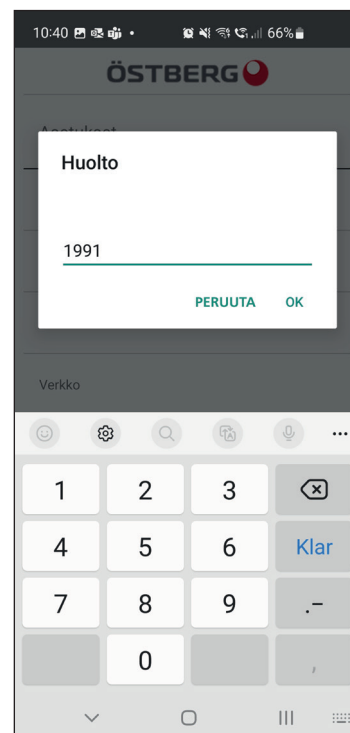 10:40 66%
ÖSTBERG
Asetukset
Huolto
1991
PERUUTA OK
Verkko
1 2 3
4 5 6 Klar
7 8 9 .-
0 ,